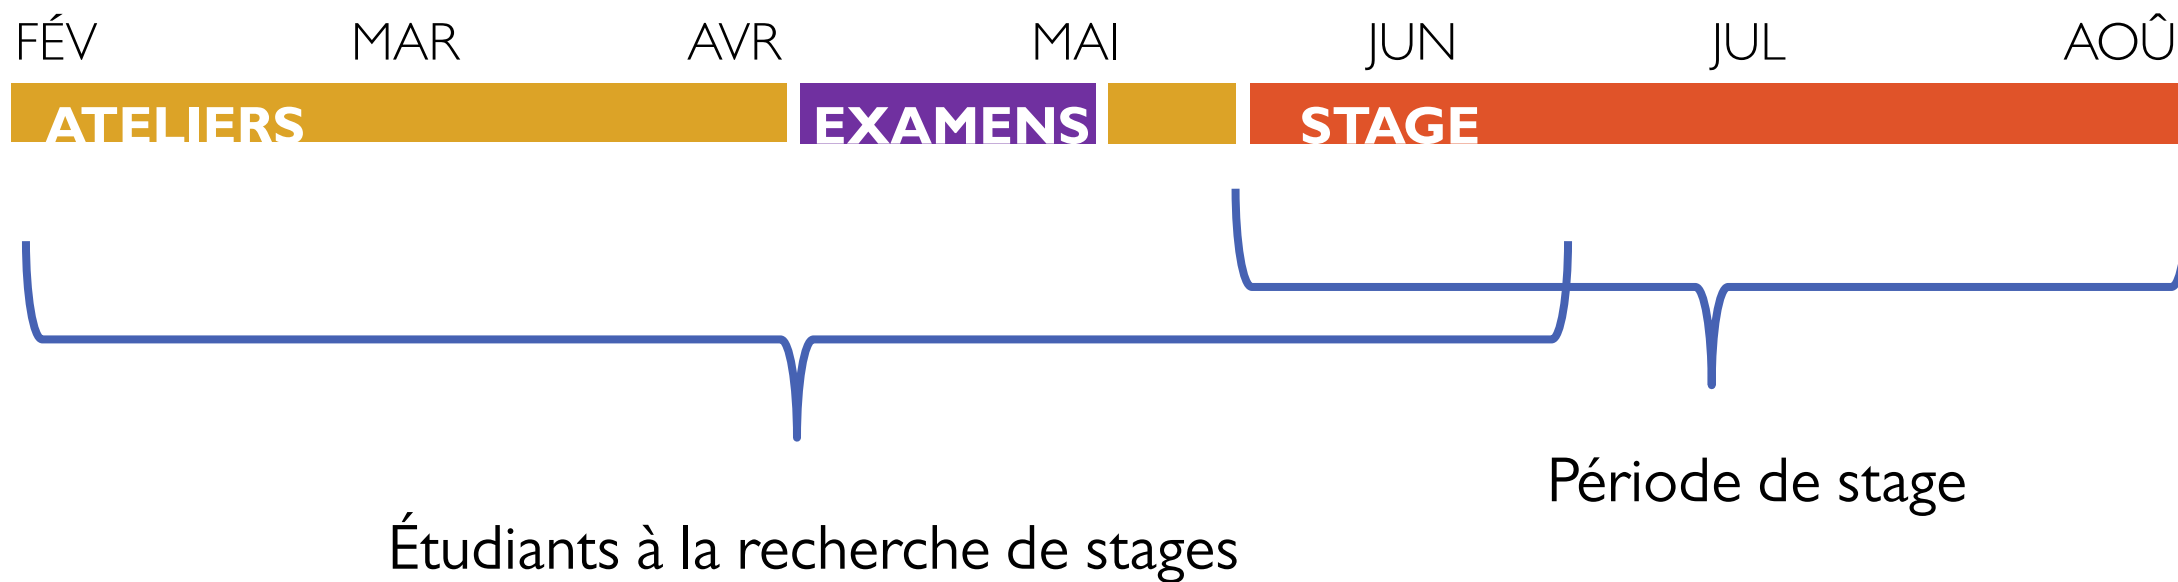 FÉV MAR AVR MAI JUN JUL AOÛ
ATELIERS EXAMENS STAGE
Période de stage
Étudiants à la recherche de stages